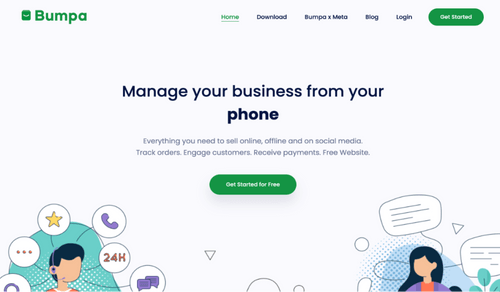 Bumpa
Home Download Bumpa x Meta Blog Login Get Started
Manage your business from your
phone
Everything you need to sell online, offline and on social media.
Track orders. Engage customers. Receive payments. Free Website.
Get Started for Free
24H